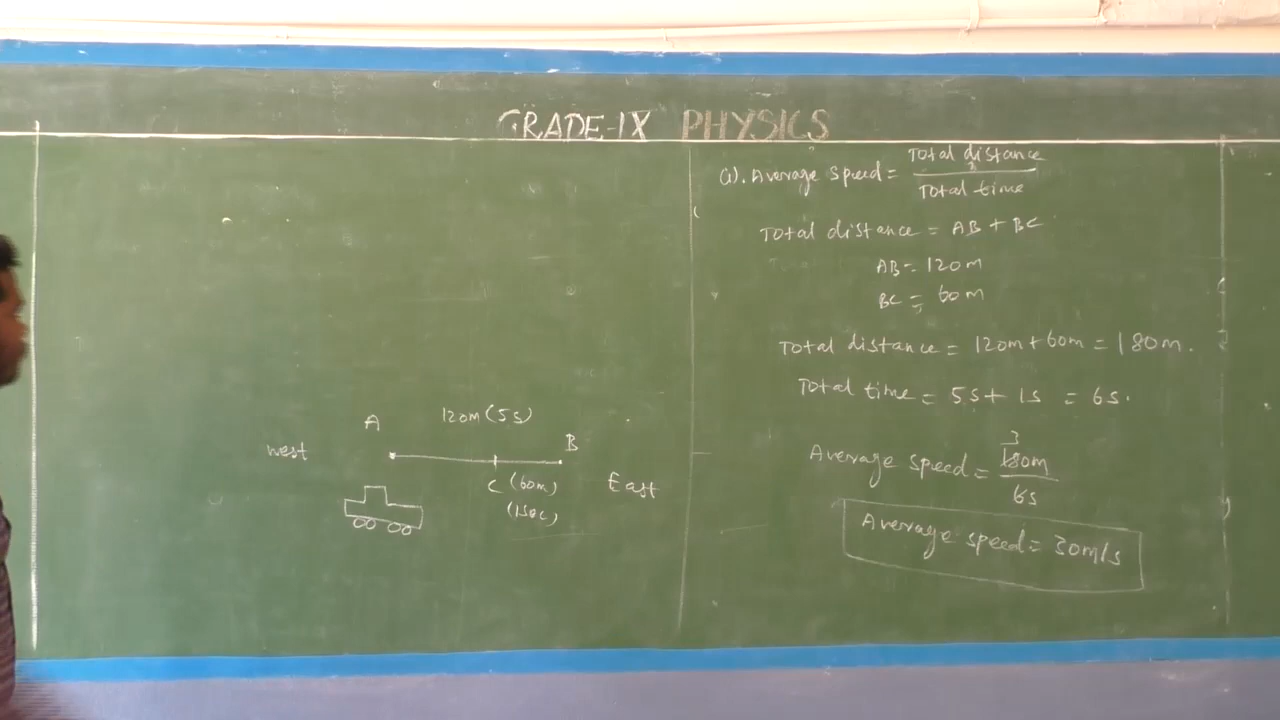 GRADE-IX PHYSICS
A
120m (5s)
B
West
C (60m)
East
(1sec)
(a). Average Speed = Total distance / Total time
Total distance = AB + BC
AB = 120m
BC = 60m
Total distance = 120m + 60m = 180m.
Total time = 5s + 1s = 6s.
3
Average speed = 180m / 6s
Average speed = 30m/s